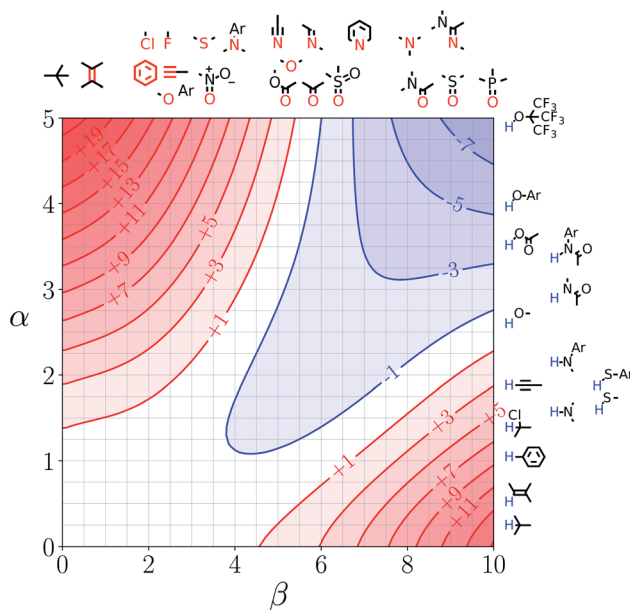 Ar
Cl F S N N N N N N
O
N+ O− O S O
O Ar O O O O N O S O P O
5
+19
+17
+15
+13
+11
+9
+7
+5
+3
+1
-7
-5
-3
-1
+1
+3
+5
+7
+9
+11
4
3
α
2
1
0
0 2 4 6 8 10
β
CF3
H O CF3
CF3
H O-Ar
Ar
H O O H N O
N
H O- H O
Ar
H-N S-Ar
H H
S
Cl H-N H
H
H
H
H